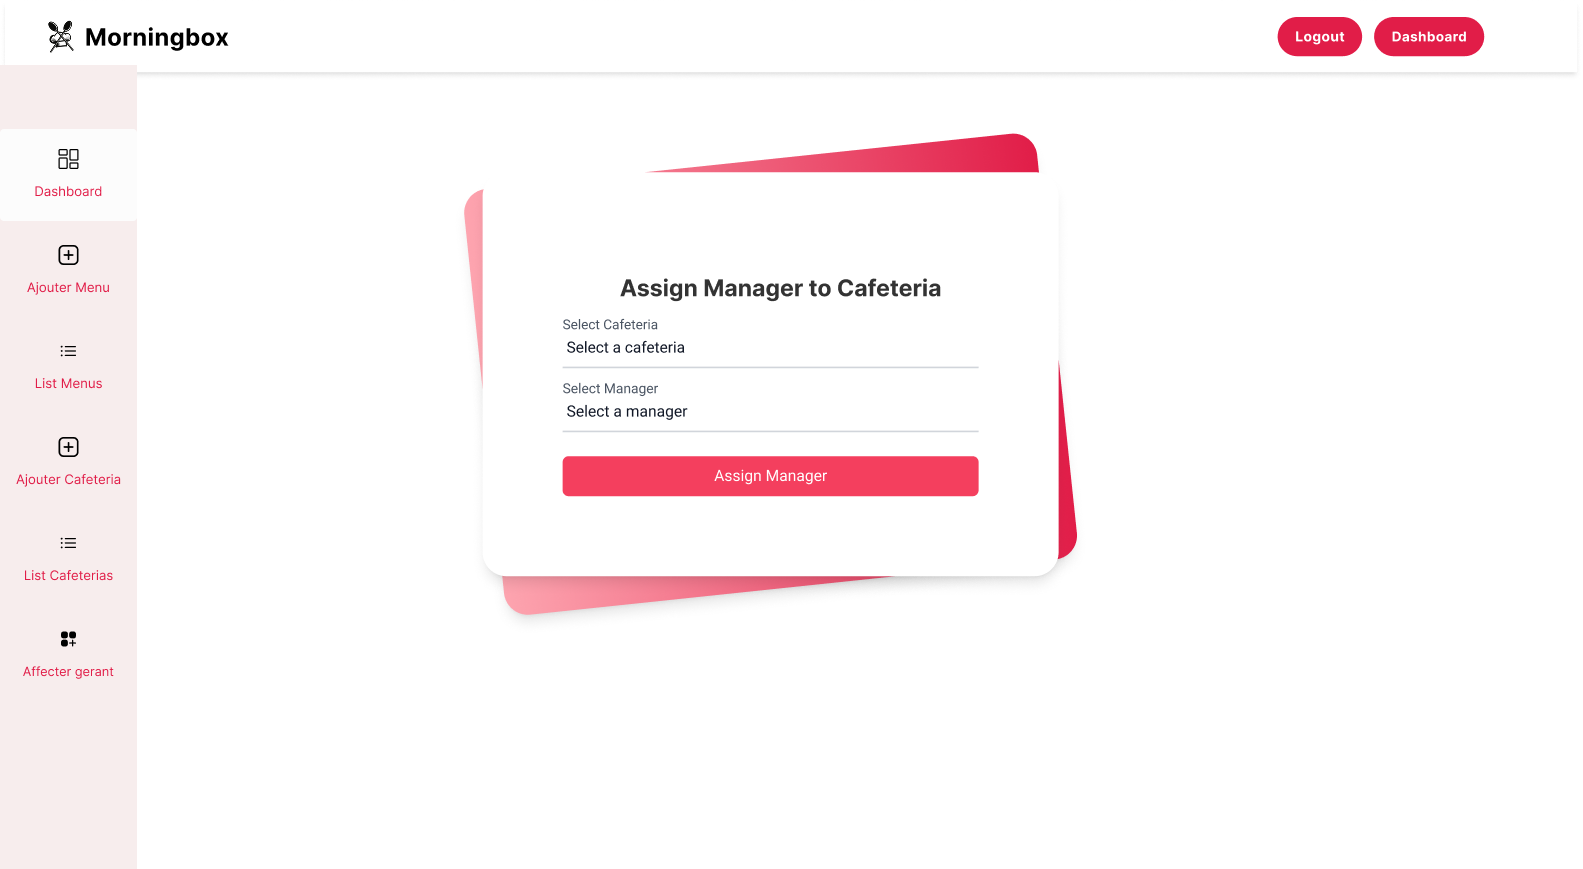 Morningbox
Logout
Dashboard
Dashboard
Ajouter Menu
List Menus
Ajouter Cafeteria
List Cafeterias
Affecter gerant
Assign Manager to Cafeteria
Select Cafeteria
Select a cafeteria
Select Manager
Select a manager
Assign Manager